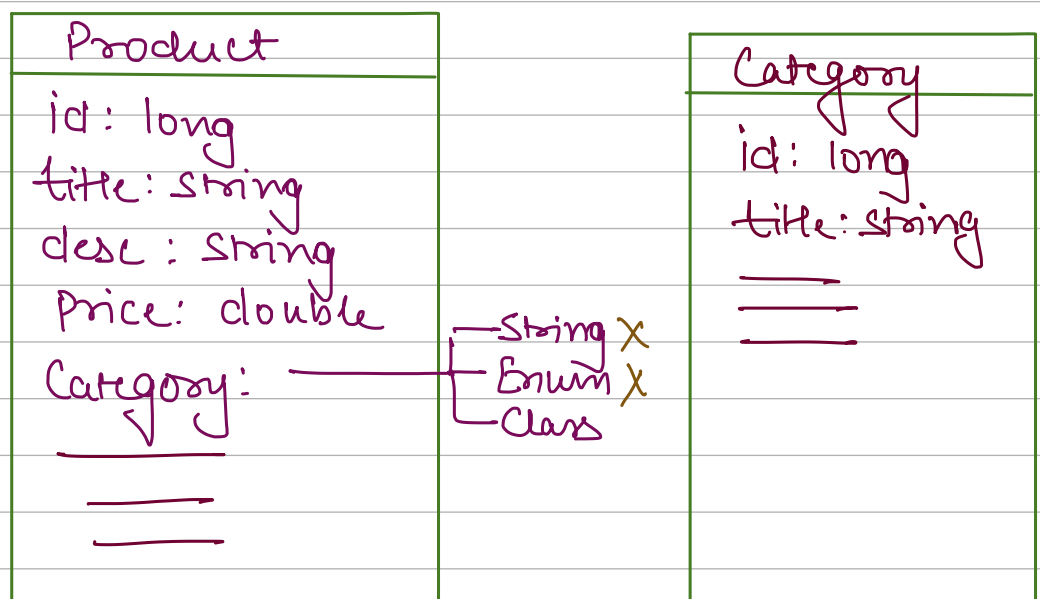 Product
id: long
title: string
desc: string
Price: double
Category:
String X
Enum X
Class
Category
id: long
title: string